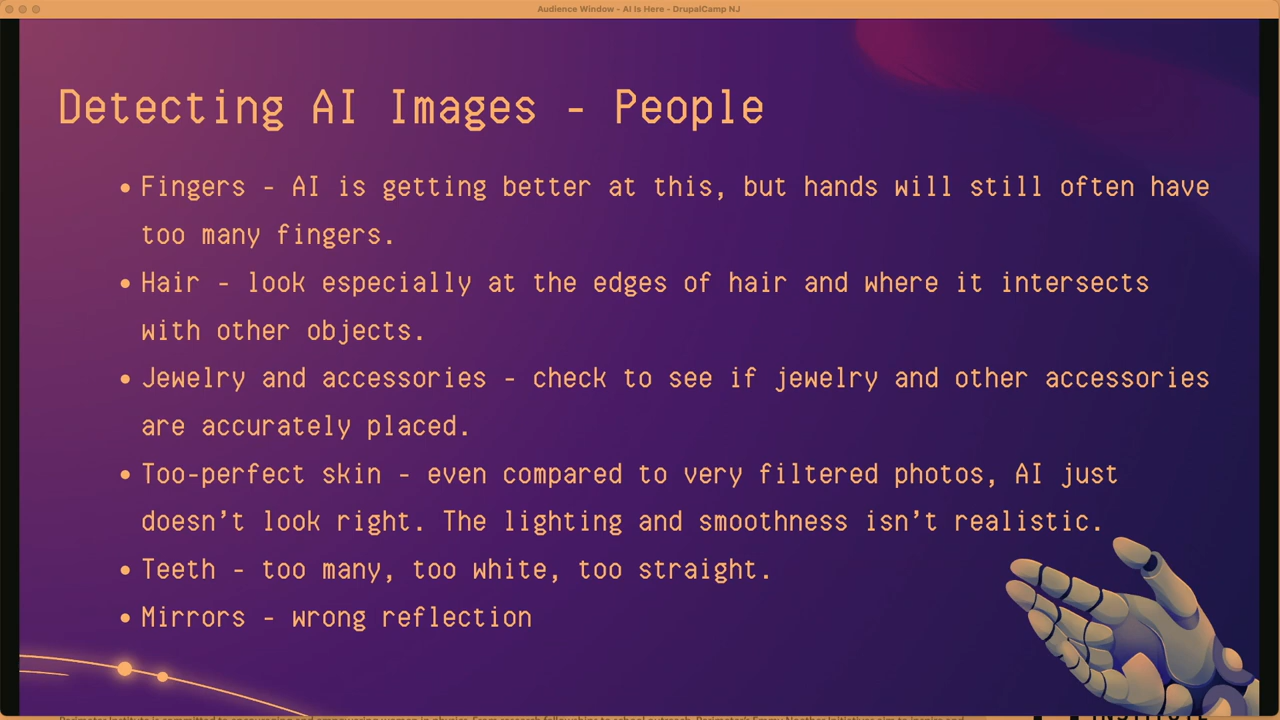 Audience Window - AI Is Here - DrupalCamp NJ
Detecting AI Images - People
• Fingers - AI is getting better at this, but hands will still often have
too many fingers.
• Hair - look especially at the edges of hair and where it intersects
with other objects.
• Jewelry and accessories - check to see if jewelry and other accessories
are accurately placed.
• Too-perfect skin - even compared to very filtered photos, AI just
doesn’t look right. The lighting and smoothness isn’t realistic.
• Teeth - too many, too white, too straight.
• Mirrors - wrong reflection